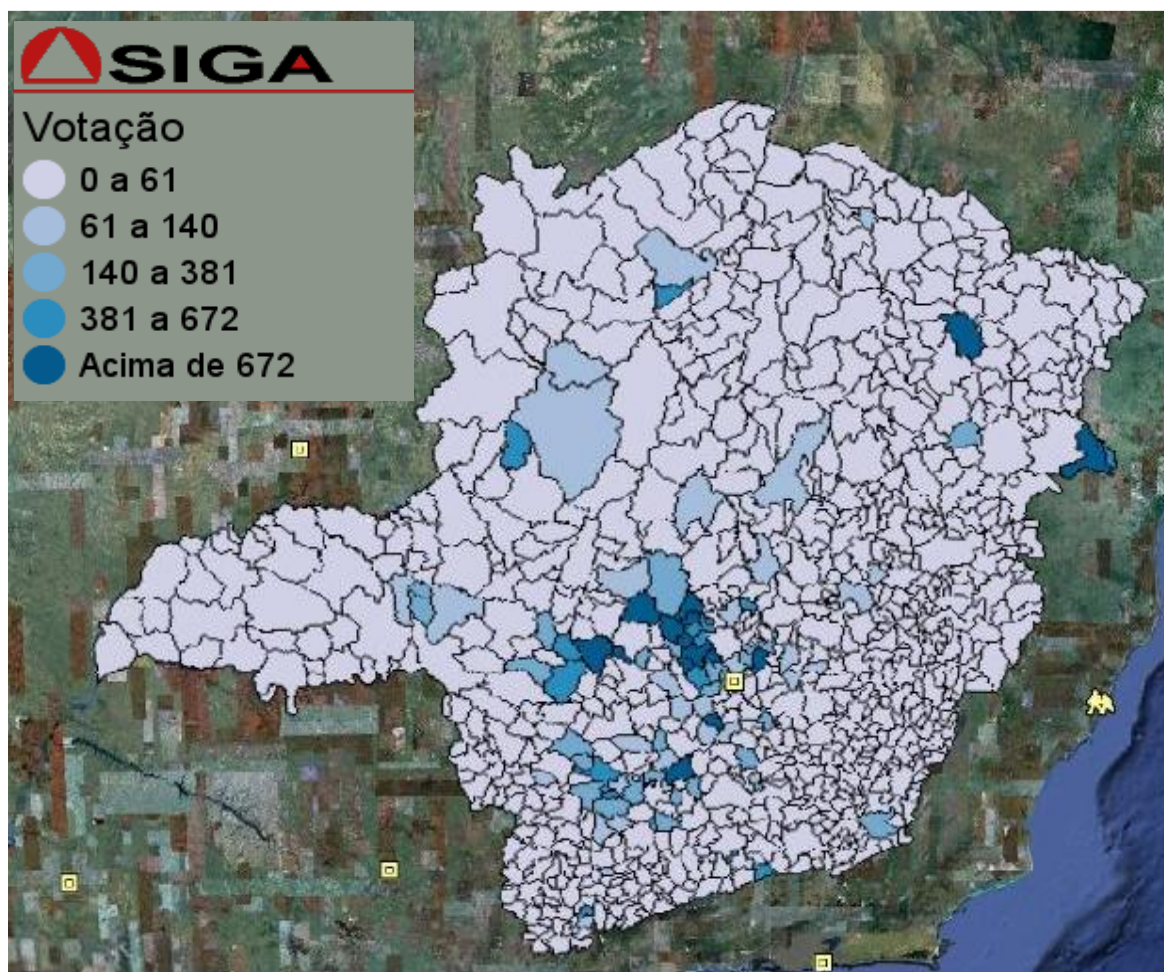 SIGA
Votação
0 a 61
61 a 140
140 a 381
381 a 672
Acima de 672